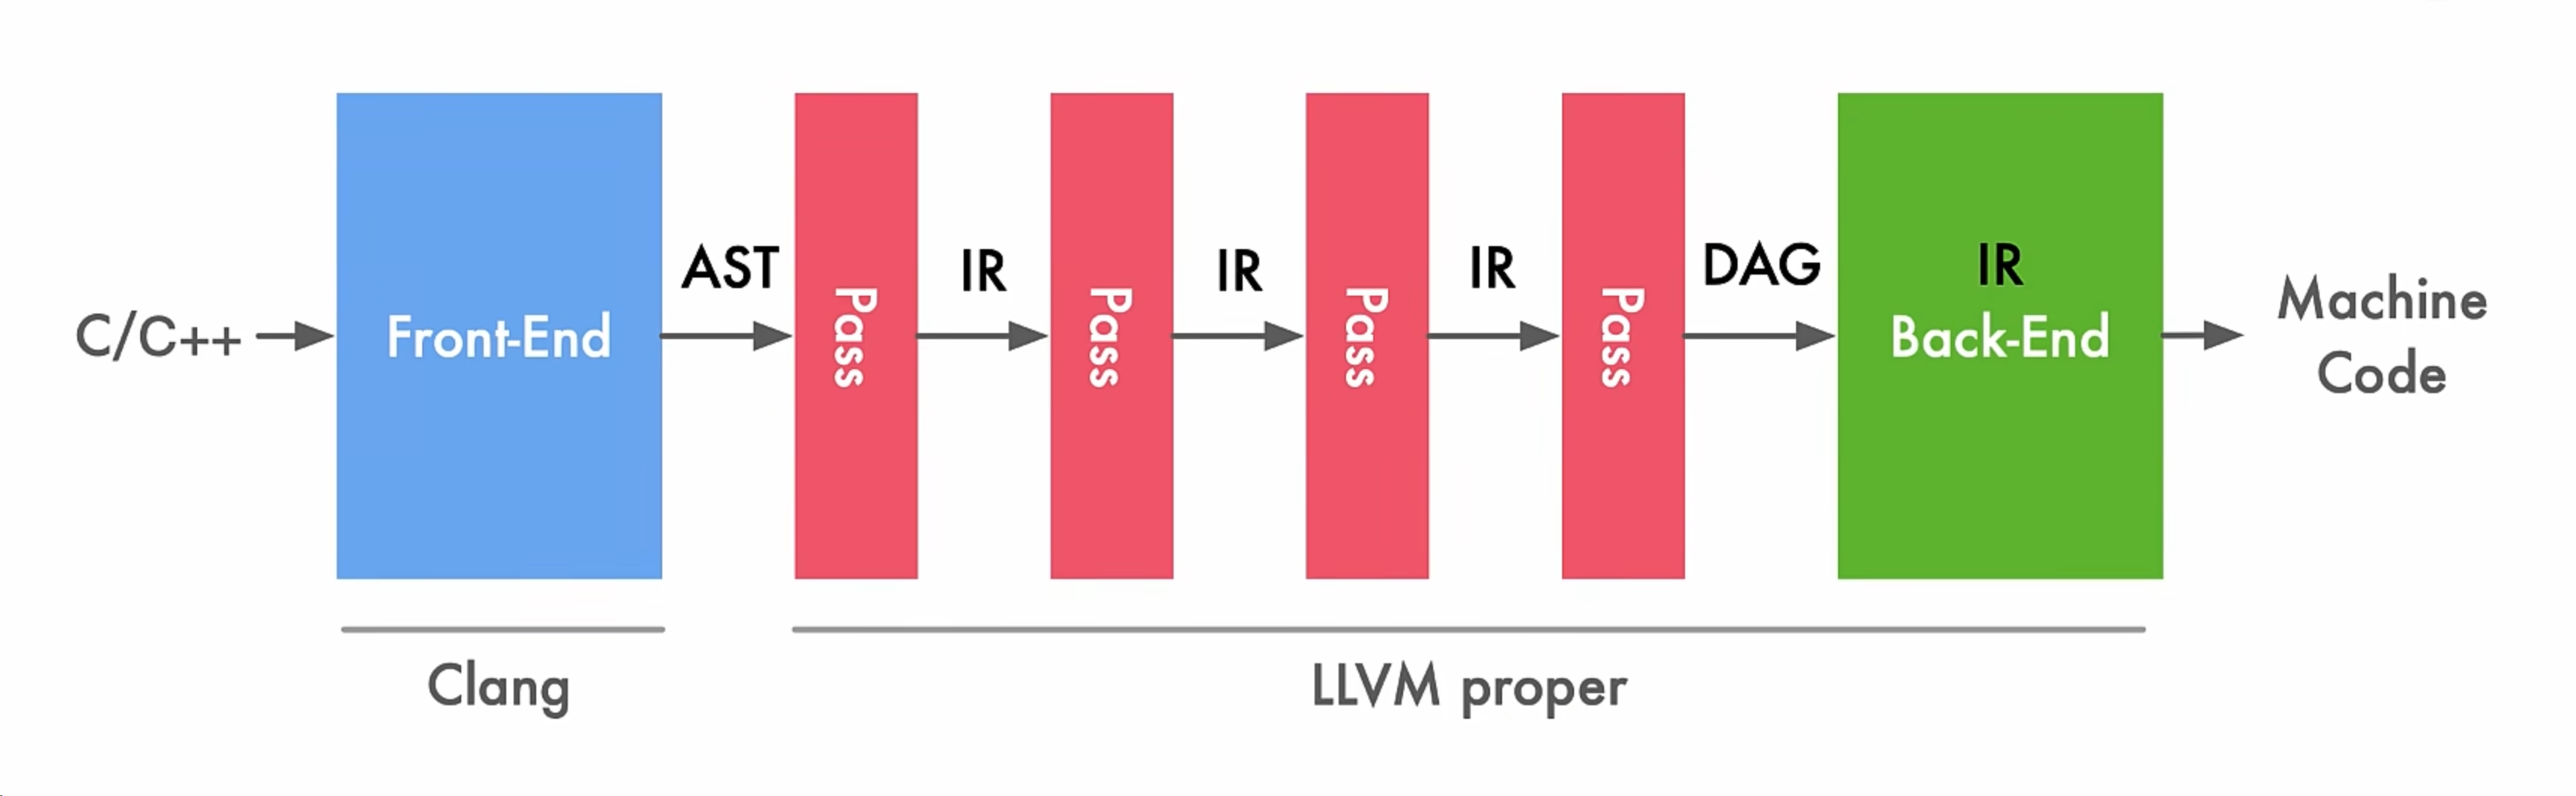 C/C++
Front-End
AST
Pass
IR
Pass
IR
Pass
IR
Pass
DAG
IR
Back-End
Machine
Code
Clang
LLVM proper